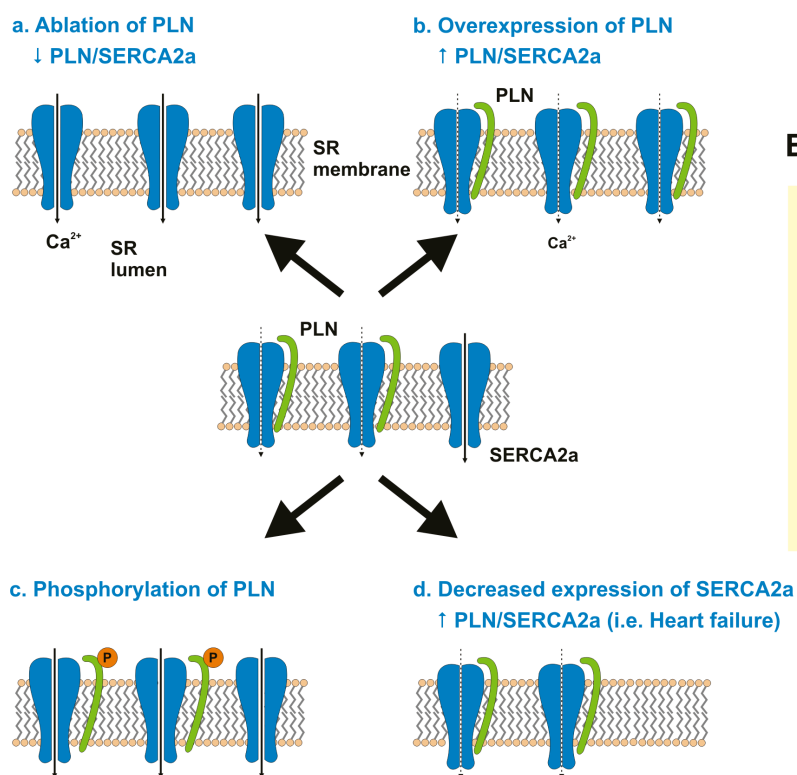 a. Ablation of PLN
↓ PLN/SERCA2a
b. Overexpression of PLN
↑ PLN/SERCA2a
PLN
SR
membrane
Ca²⁺
SR
lumen
Ca²⁺
PLN
SERCA2a
c. Phosphorylation of PLN
d. Decreased expression of SERCA2a
↑ PLN/SERCA2a (i.e. Heart failure)
P
P